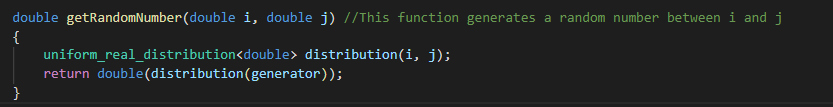 double getRandomNumber(double i, double j) //This function generates a random number between i and j
{
    uniform_real_distribution<double> distribution(i, j);
    return double(distribution(generator));
}